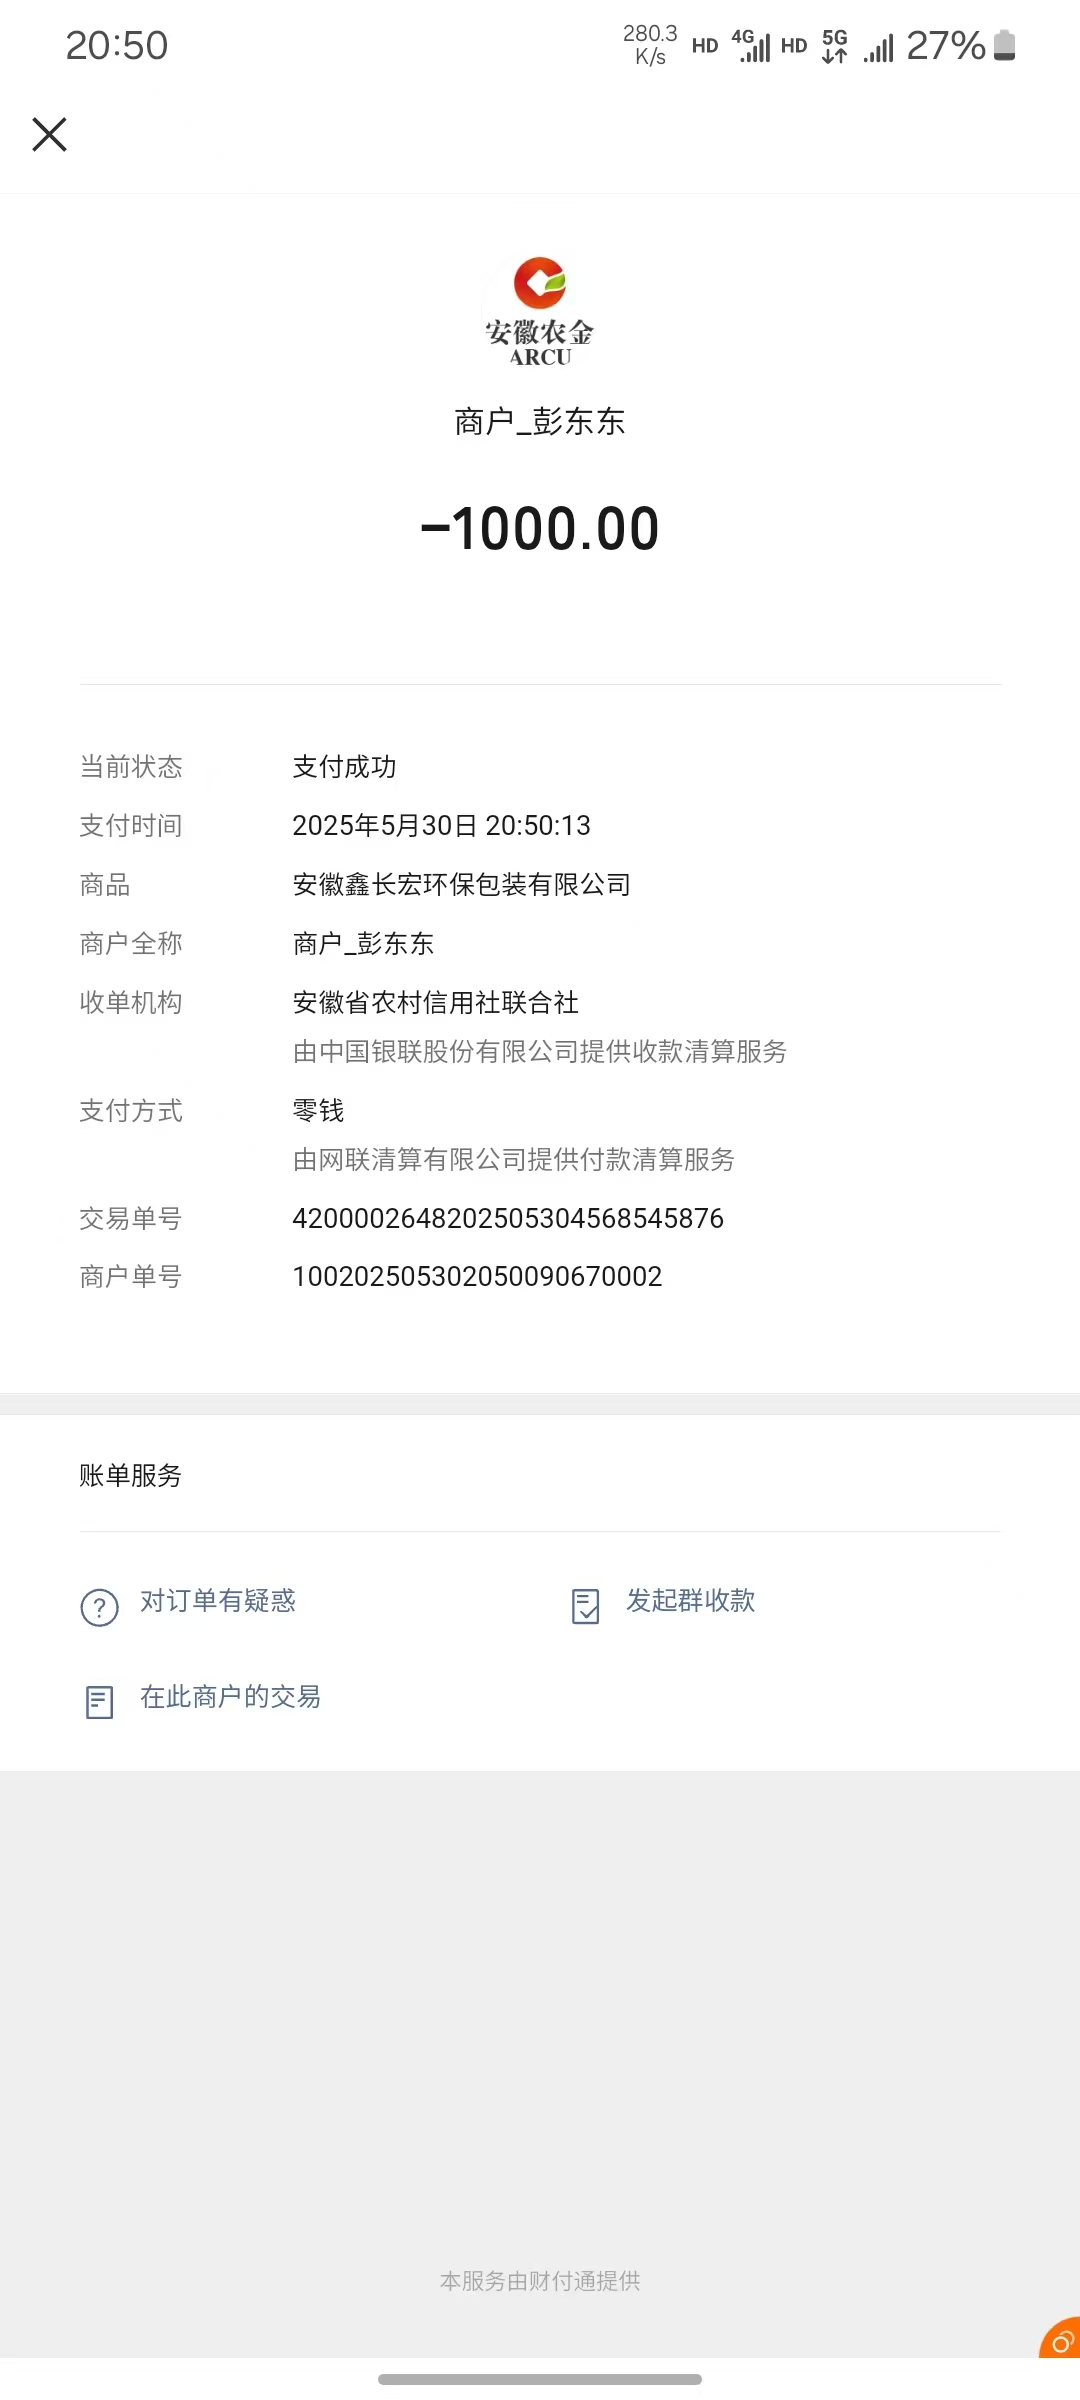 20:50
280.3 K/s HD 4G HD 5G 27%
安徽农金
ARCU
商户_彭东东
-1000.00
当前状态 支付成功
支付时间 2025年5月30日 20:50:13
商品 安徽鑫长宏环保包装有限公司
商户全称 商户_彭东东
收单机构 安徽省农村信用社联合社
由中国银联股份有限公司提供收款清算服务
支付方式 零钱
由网联清算有限公司提供付款清算服务
交易单号 4200002648202505304568545876
商户单号 100202505302050090670002
账单服务
对订单有疑惑 发起群收款
在此商户的交易
本服务由财付通提供